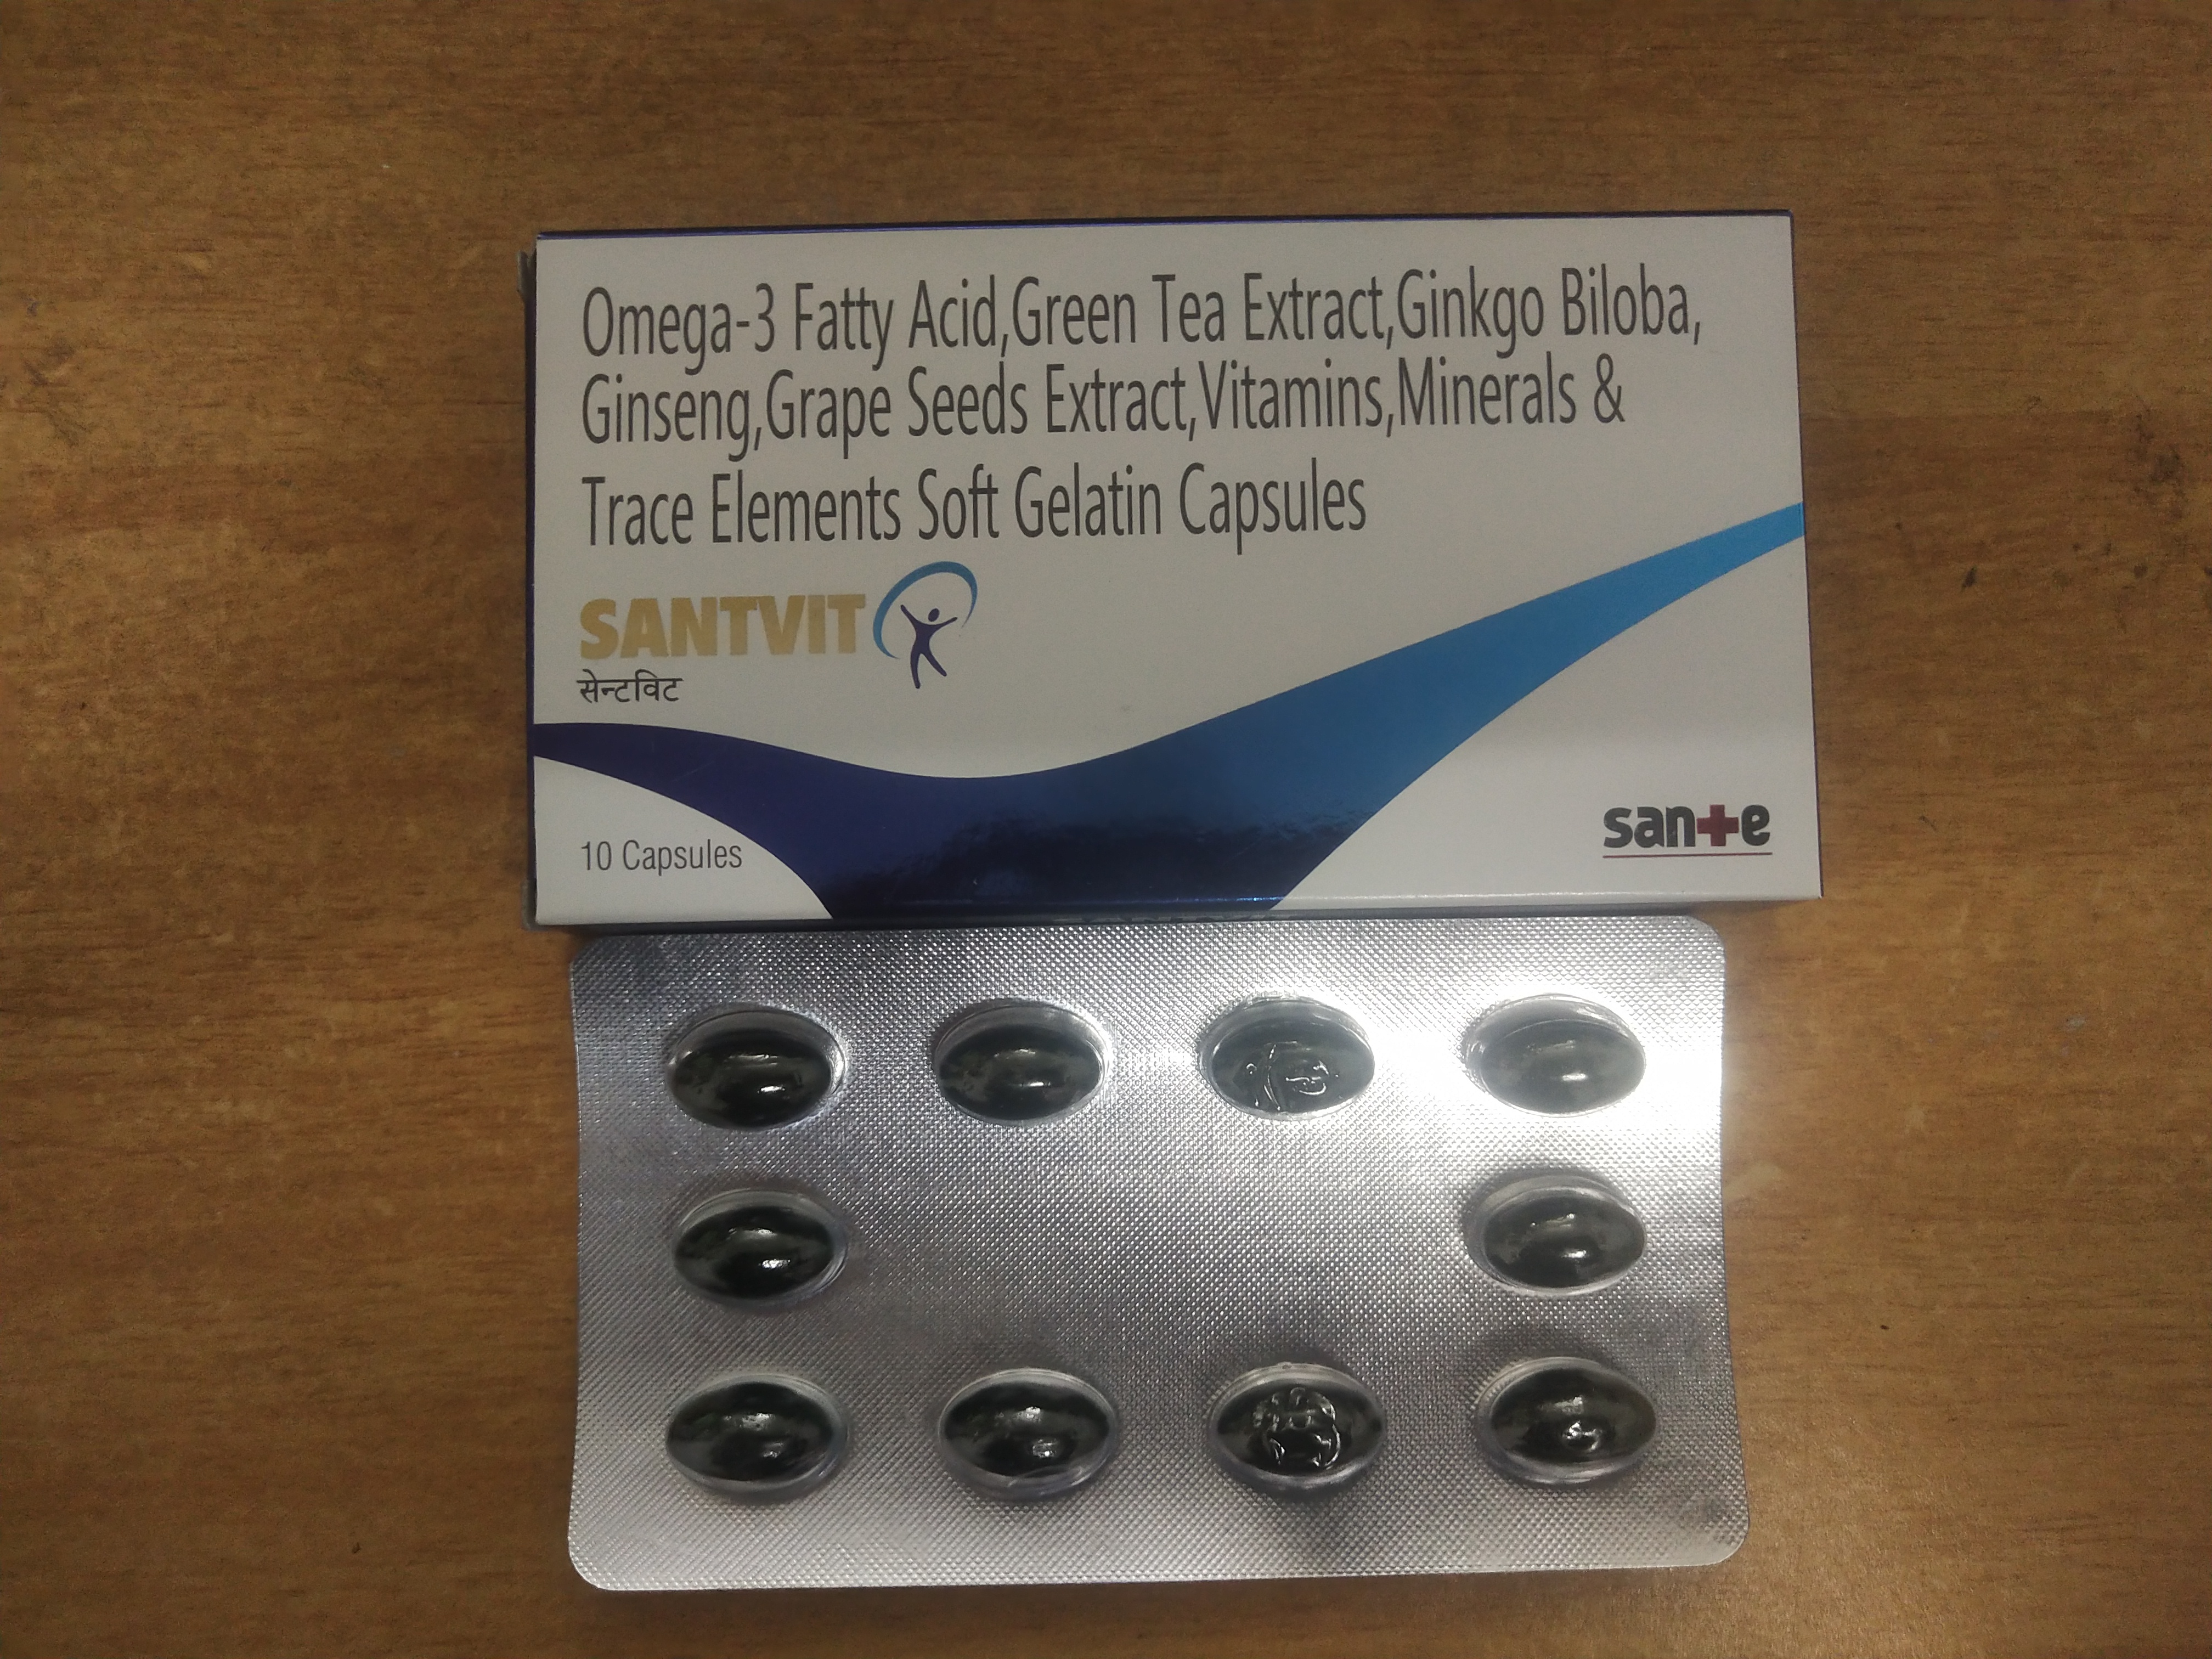 Omega-3 Fatty Acid,Green Tea Extract,Ginkgo Biloba,
Ginseng,Grape Seeds Extract,Vitamins,Minerals &
Trace Elements Soft Gelatin Capsules
SANTVIT
सेन्टविट
10 Capsules
sante